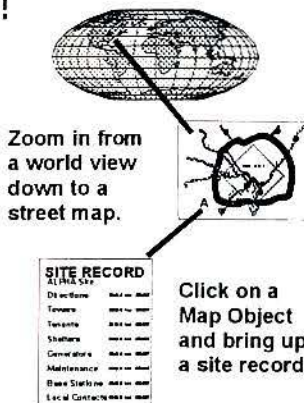 Zoom in from
a world view
down to a
street map.
A
SITE RECORD
ALPHA Site
Directions
Towers
Tenants
Shelters
Generators
Maintenance
Base Stations
Local Contacts
Click on a
Map Object
and bring up
a site record